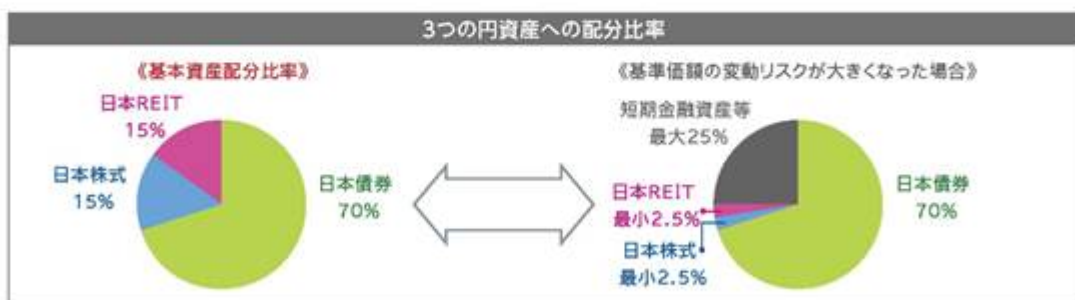 3つの円資産への配分比率
《基本資産配分比率》
日本REIT
15%
日本株式
15%
日本債券
70%
《基準価額の変動リスクが大きくなった場合》
短期金融資産等
最大25%
日本REIT
最小2.5%
日本株式
最小2.5%
日本債券
70%